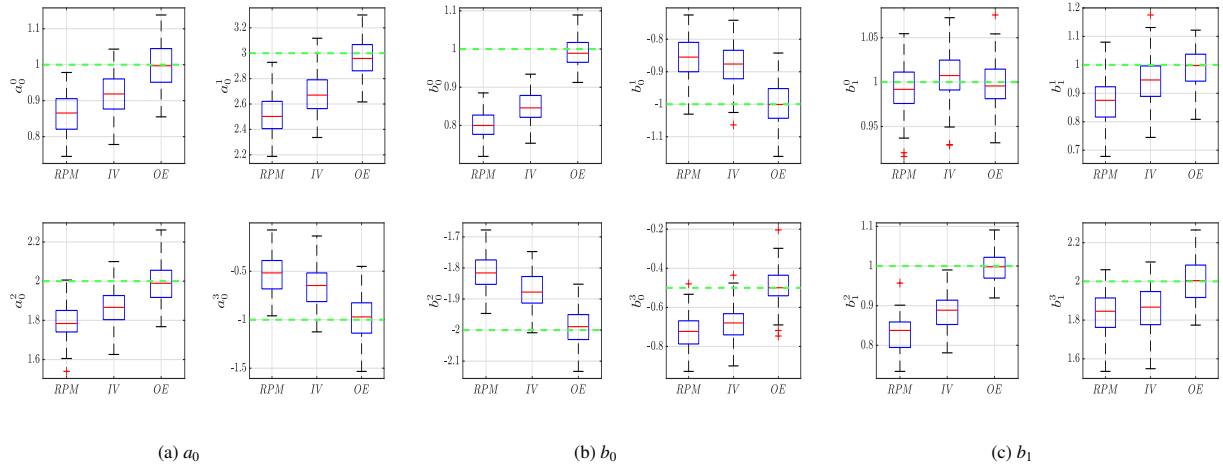 1.1
1
0.9
0.8
a_0^0
RPM IV OE
3.2
3
2.8
2.6
2.4
2.2
a_0^1
RPM IV OE
1
0.9
0.8
b_0^0
RPM IV OE
-0.8
-0.9
-1
-1.1
b_0^1
RPM IV OE
1.05
1
0.95
b_1^0
RPM IV OE
1.2
1.1
1
0.9
0.8
0.7
b_1^1
RPM IV OE
2.2
2
1.8
1.6
a_0^2
RPM IV OE
-0.5
-1
-1.5
a_0^3
RPM IV OE
-1.7
-1.8
-1.9
-2
-2.1
b_0^2
RPM IV OE
-0.2
-0.4
-0.6
-0.8
b_0^3
RPM IV OE
1.1
1
0.9
0.8
b_1^2
RPM IV OE
2.2
2
1.8
1.6
b_1^3
RPM IV OE
(a) a_0
(b) b_0
(c) b_1